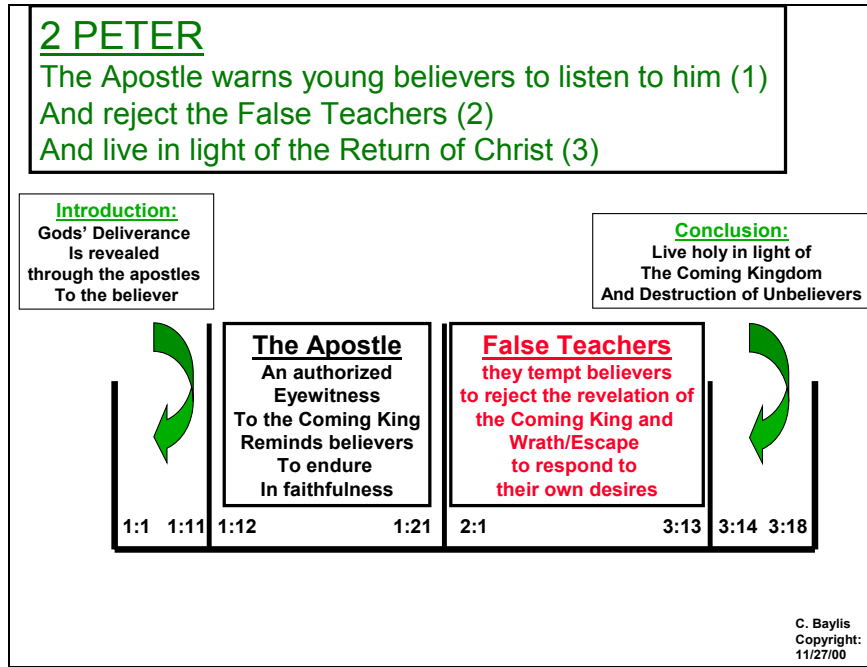 2 PETER
The Apostle warns young believers to listen to him (1)
And reject the False Teachers (2)
And live in light of the Return of Christ (3)
Introduction:
Gods’ Deliverance
Is revealed
through the apostles
To the believer
Conclusion:
Live holy in light of
The Coming Kingdom
And Destruction of Unbelievers
The Apostle
An authorized
Eyewitness
To the Coming King
Reminds believers
To endure
In faithfulness
False Teachers
they tempt believers
to reject the revelation of
the Coming King and
Wrath/Escape
to respond to
their own desires
1:1 1:11 1:12 1:21 2:1 3:13 3:14 3:18
C. Baylis
Copyright:
11/27/00